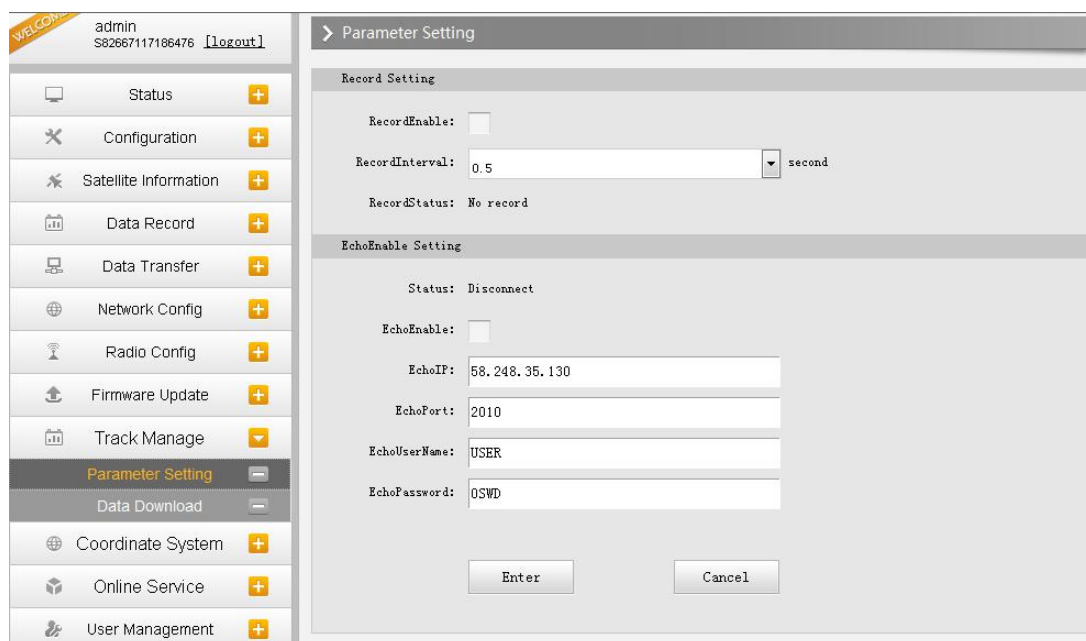 WELCOME
admin
S82667117186476 [logout]
Status
Configuration
Satellite Information
Data Record
Data Transfer
Network Config
Radio Config
Firmware Update
Track Manage
Parameter Setting
Data Download
Coordinate System
Online Service
User Management
Parameter Setting
Record Setting
RecordEnable:
RecordInterval: 0.5 second
RecordStatus: No record
EchoEnable Setting
Status: Disconnect
EchoEnable:
EchoIP: 58.248.35.130
EchoPort: 2010
EchoUserName: USER
EchoPassword: OSWD
Enter Cancel